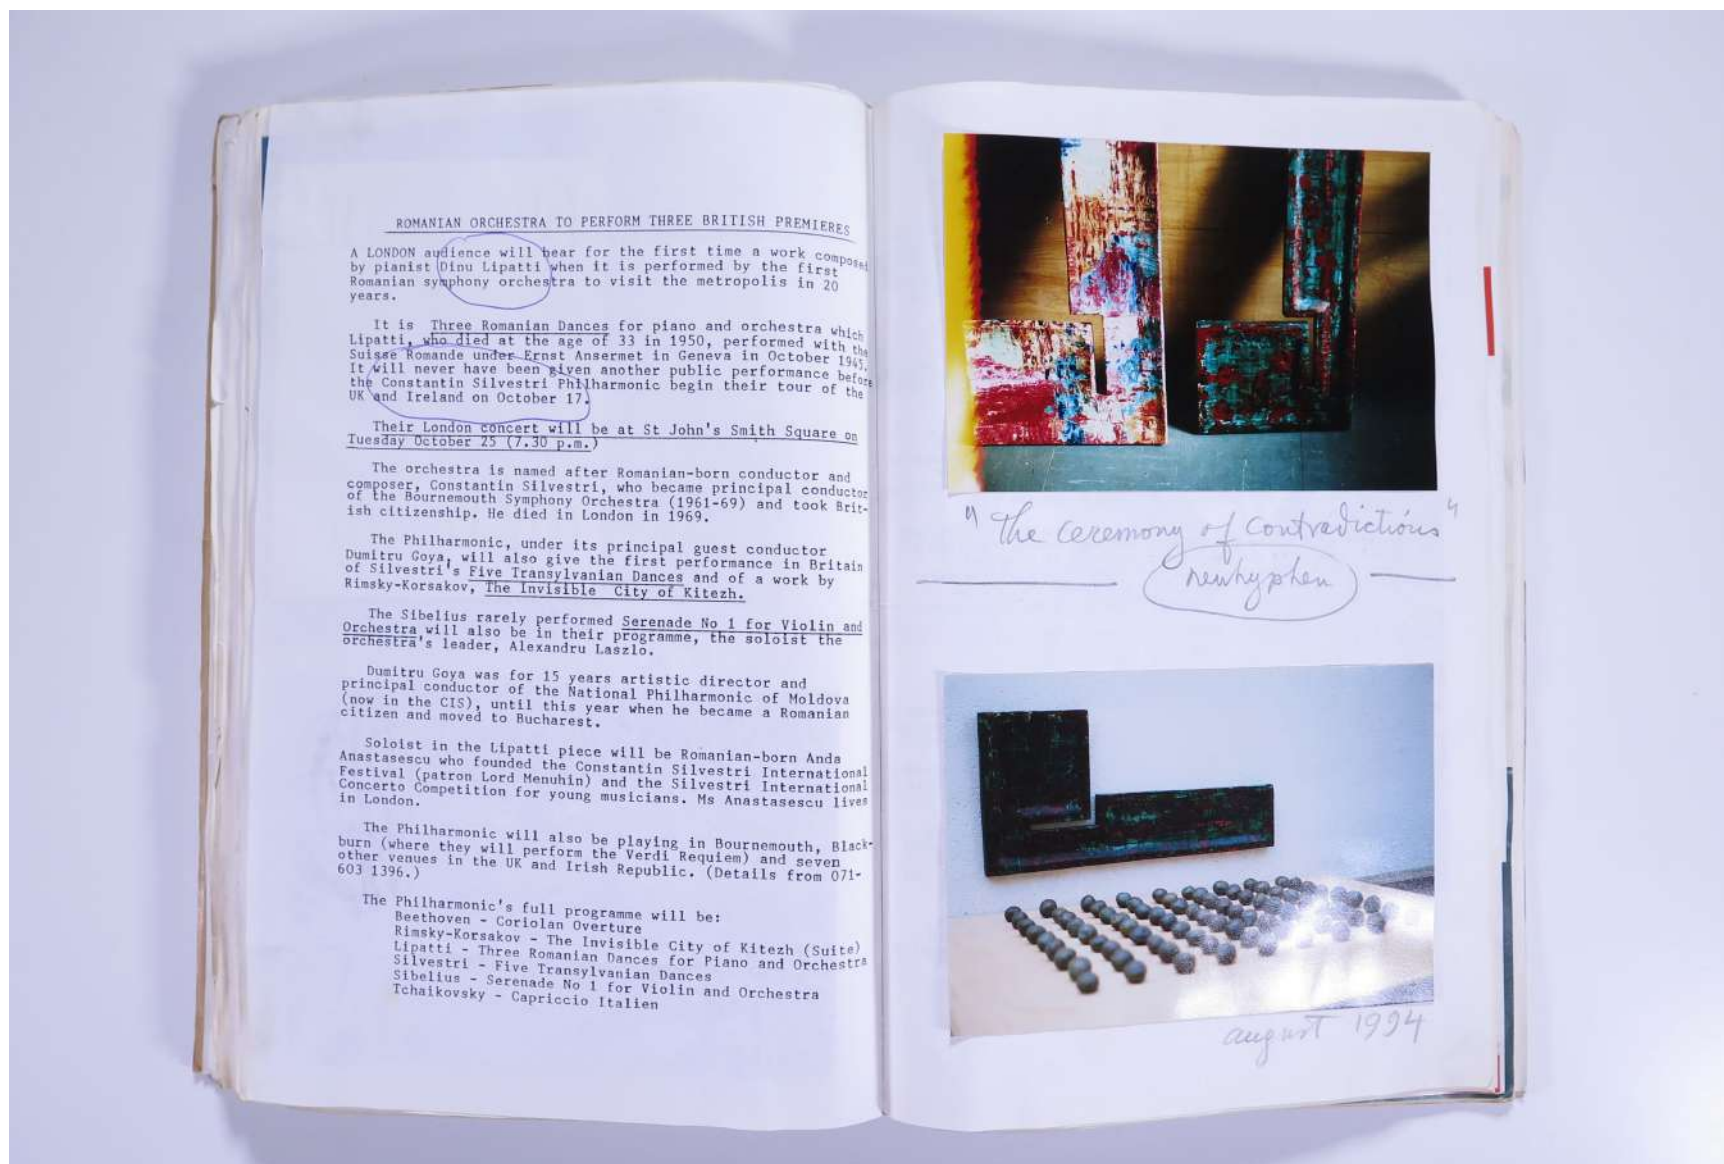 ROMANIAN ORCHESTRA TO PERFORM THREE BRITISH PREMIERES
A LONDON audience will hear for the first time a work composed
by pianist Dinu Lipatti when it is performed by the first
Romanian symphony orchestra to visit the metropolis in 20
years.
It is Three Romanian Dances for piano and orchestra which
Lipatti, who died at the age of 33 in 1950, performed with the
Suisse Romande under Ernst Ansermet in Geneva in October 1945.
It will never have been given another public performance before
the Constantin Silvestri Philharmonic begin their tour of the
UK and Ireland on October 17.
Their London concert will be at St John's Smith Square on
Tuesday October 25 (7.30 p.m.)
The orchestra is named after Romanian-born conductor and
composer, Constantin Silvestri, who became principal conductor
of the Bournemouth Symphony Orchestra (1961-69) and took Brit-
ish citizenship. He died in London in 1969.
The Philharmonic, under its principal guest conductor
Dumitru Goya, will also give the first performance in Britain
of Silvestri's Five Transylvanian Dances and of a work by
Rimsky-Korsakov, The Invisible City of Kitezh.
The Sibelius rarely performed Serenade No 1 for Violin and
Orchestra will also be in their programme, the soloist the
orchestra's leader, Alexandru Laszlo.
Dumitru Goya was for 15 years artistic director and
principal conductor of the National Philharmonic of Moldova
(now in the CIS), until this year when he became a Romanian
citizen and moved to Bucharest.
Soloist in the Lipatti piece will be Romanian-born Anda
Anastasescu who founded the Constantin Silvestri International
Festival (patron Lord Menuhin) and the Silvestri International
Concerto Competition for young musicians. Ms Anastasescu lives
in London.
The Philharmonic will also be playing in Bournemouth, Black-
burn (where they will perform the Verdi Requiem) and seven
other venues in the UK and Irish Republic. (Details from 071-
603 1396.)
The Philharmonic's full programme will be:
Beethoven - Coriolan Overture
Rimsky-Korsakov - The Invisible City of Kitezh (Suite)
Lipatti - Three Romanian Dances for Piano and Orchestra
Silvestri - Five Transylvanian Dances
Sibelius - Serenade No 1 for Violin and Orchestra
Tchaikovsky - Capriccio Italien
"The ceremony of contradictions"
newhyphen
august 1994